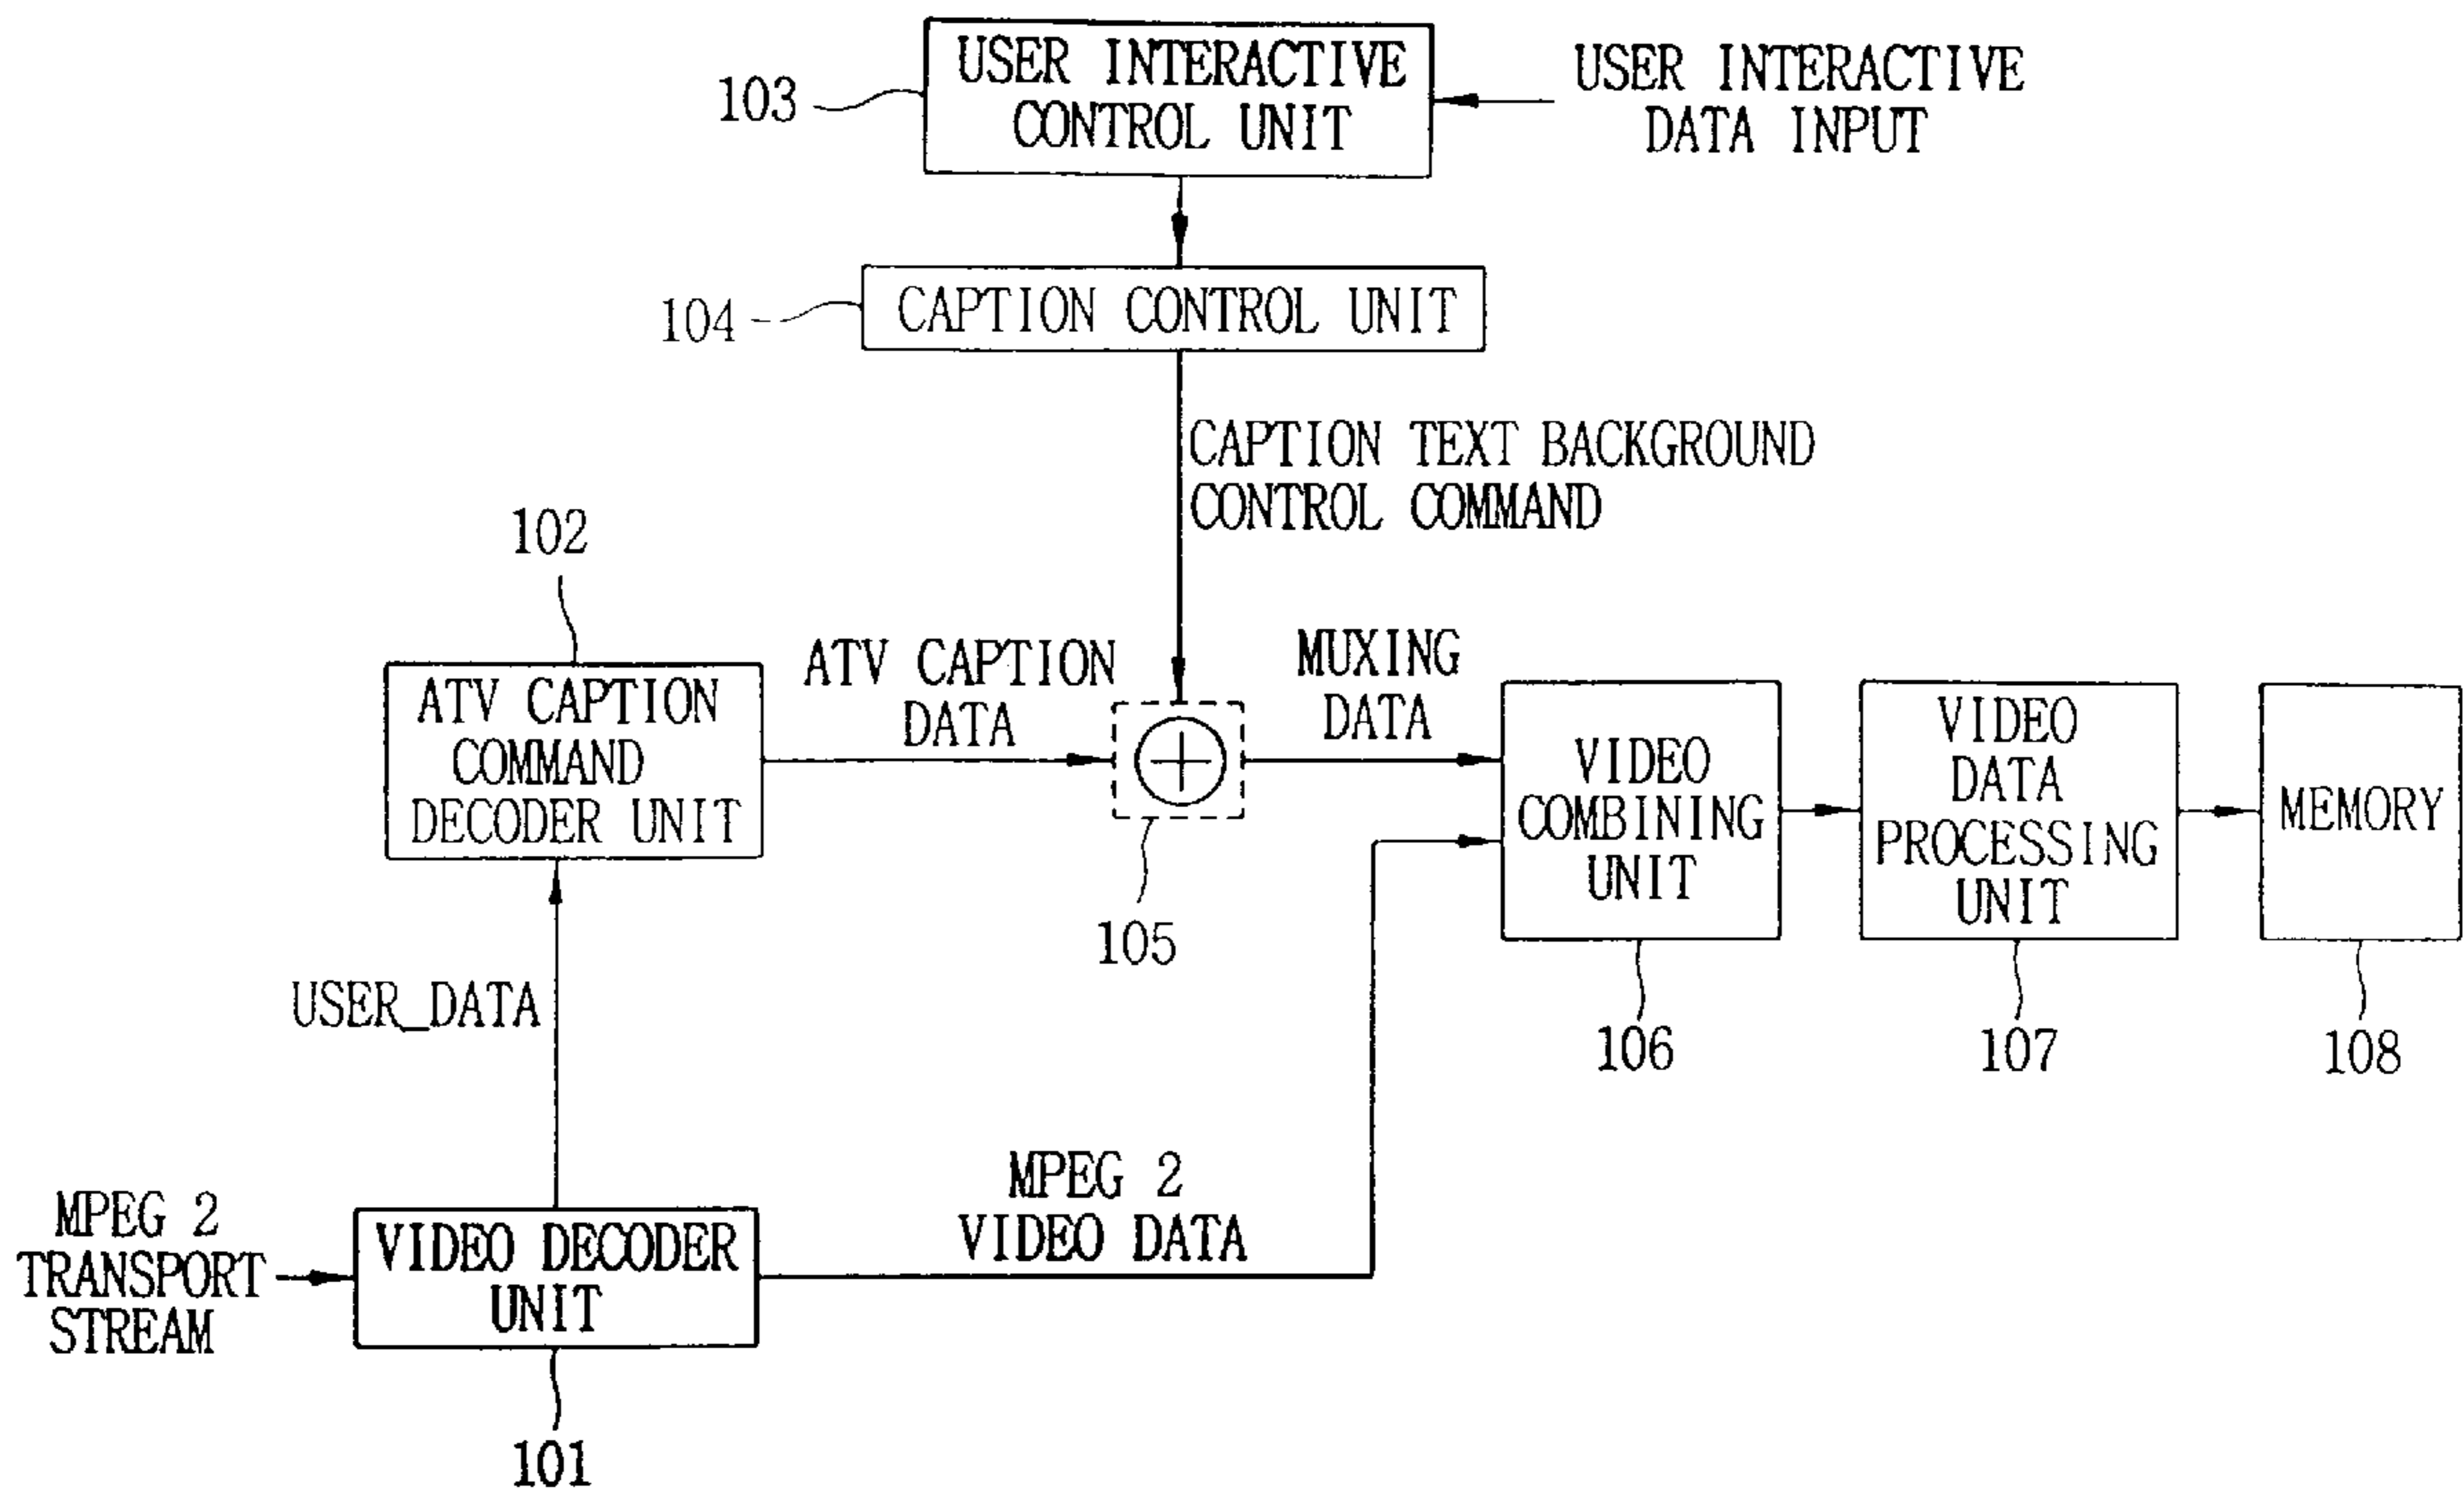 USER INTERACTIVE
CONTROL UNIT
103
USER INTERACTIVE
DATA INPUT
104
CAPTION CONTROL UNIT
CAPTION TEXT BACKGROUND
CONTROL COMMAND
102
ATV CAPTION
COMMAND
DECODER UNIT
ATV CAPTION
DATA
MUXING
DATA
105
VIDEO
COMBINING
UNIT
106
VIDEO
DATA
PROCESSING
UNIT
107
MEMORY
108
USER_DATA
MPEG 2
TRANSPORT
STREAM
VIDEO DECODER
UNIT
101
MPEG 2
VIDEO DATA